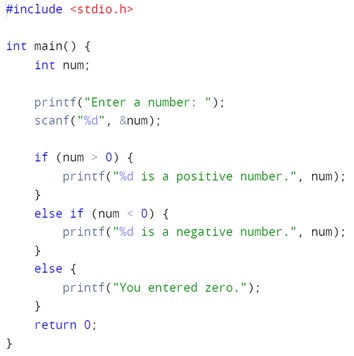 #include <stdio.h>

int main() {
    int num;

    printf("Enter a number: ");
    scanf("%d", &num);

    if (num > 0) {
        printf("%d is a positive number.", num);
    }
    else if (num < 0) {
        printf("%d is a negative number.", num);
    }
    else {
        printf("You entered zero.");
    }
    return 0;
}